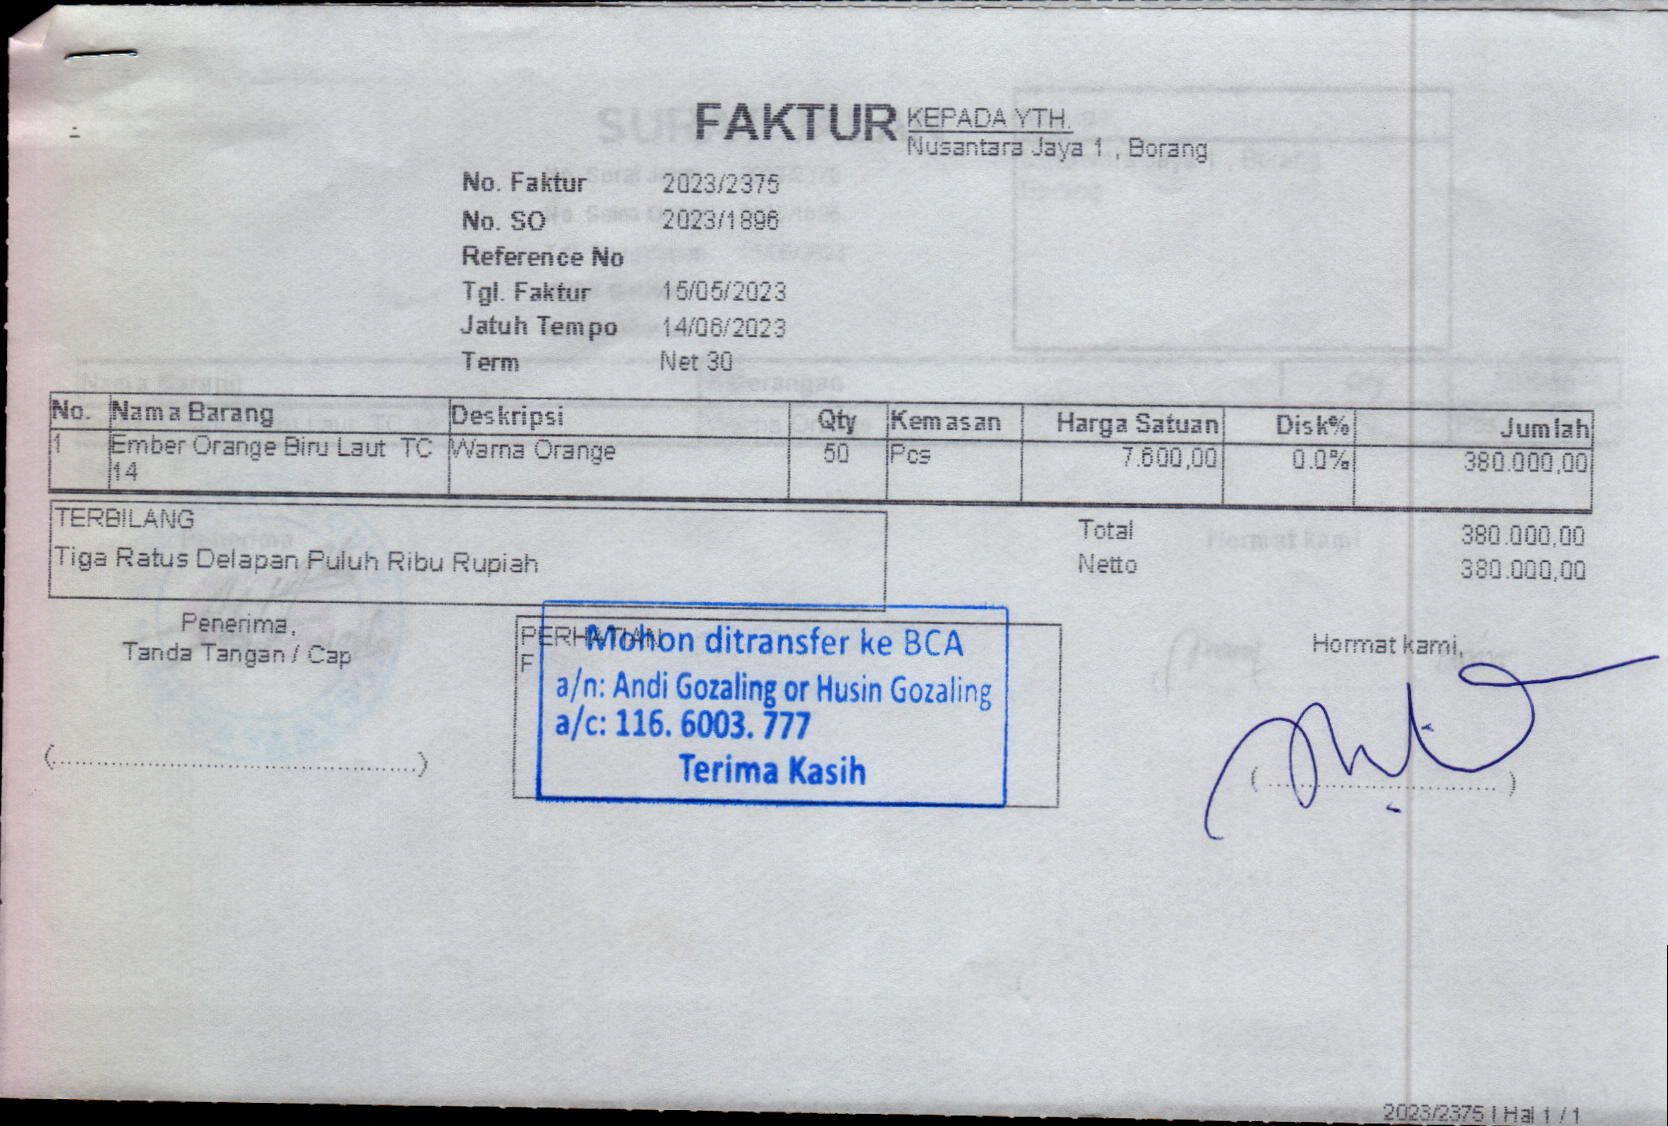 FAKTUR
KEPADA YTH.
Nusantara Jaya 1 , Borang
No. Faktur 2023/2375
No. SO 2023/1896
Reference No
Tgl. Faktur 15/05/2023
Jatuh Tempo 14/06/2023
Term Net 30
No. Nama Barang Deskripsi Qty Kemasan Harga Satuan Disk% Jumlah
1 Ember Orange Biru Laut TC Warna Orange 50 Pcs 7.600,00 0.0% 380.000,00
14
TERBILANG
Tiga Ratus Delapan Puluh Ribu Rupiah
Total 380.000,00
Netto 380.000,00
Penerima,
Tanda Tangan / Cap
PERHATIAN
F
Mohon ditransfer ke BCA
a/n: Andi Gozaling or Husin Gozaling
a/c: 116. 6003. 777
Terima Kasih
Hormat kami,
2023/2375 | Hal 1 / 1